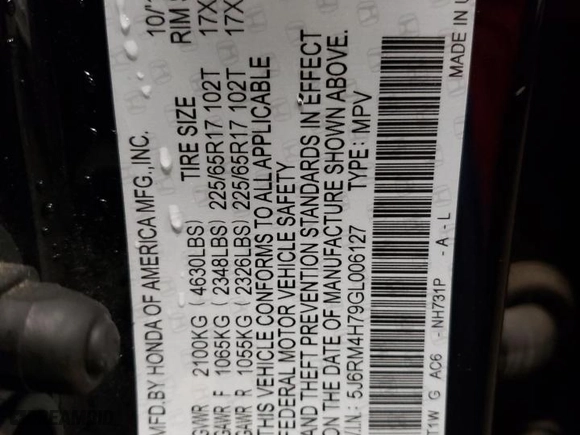 MFD.BY HONDA OF AMERICA MFG.,INC. 10/
TIRE SIZE RIM S
GVWR 2100KG (4630LBS)
GAWR F 1065KG (2348LBS) 225/65R17 102T 17X
GAWR R 1055KG (2326LBS) 225/65R17 102T 17X
THIS VEHICLE CONFORMS TO ALL APPLICABLE
FEDERAL MOTOR VEHICLE SAFETY
AND THEFT PREVENTION STANDARDS IN EFFECT
ON THE DATE OF MANUFACTURE SHOWN ABOVE.
V.I.N.: 5J6RM4H79GL006127 TYPE: MPV
T1W G AC6 -NH731P -A-L MADE IN U